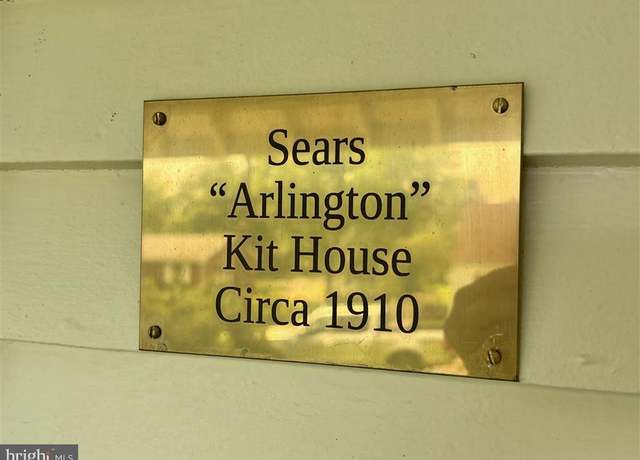 Sears
“Arlington”
Kit House
Circa 1910
bright MLS